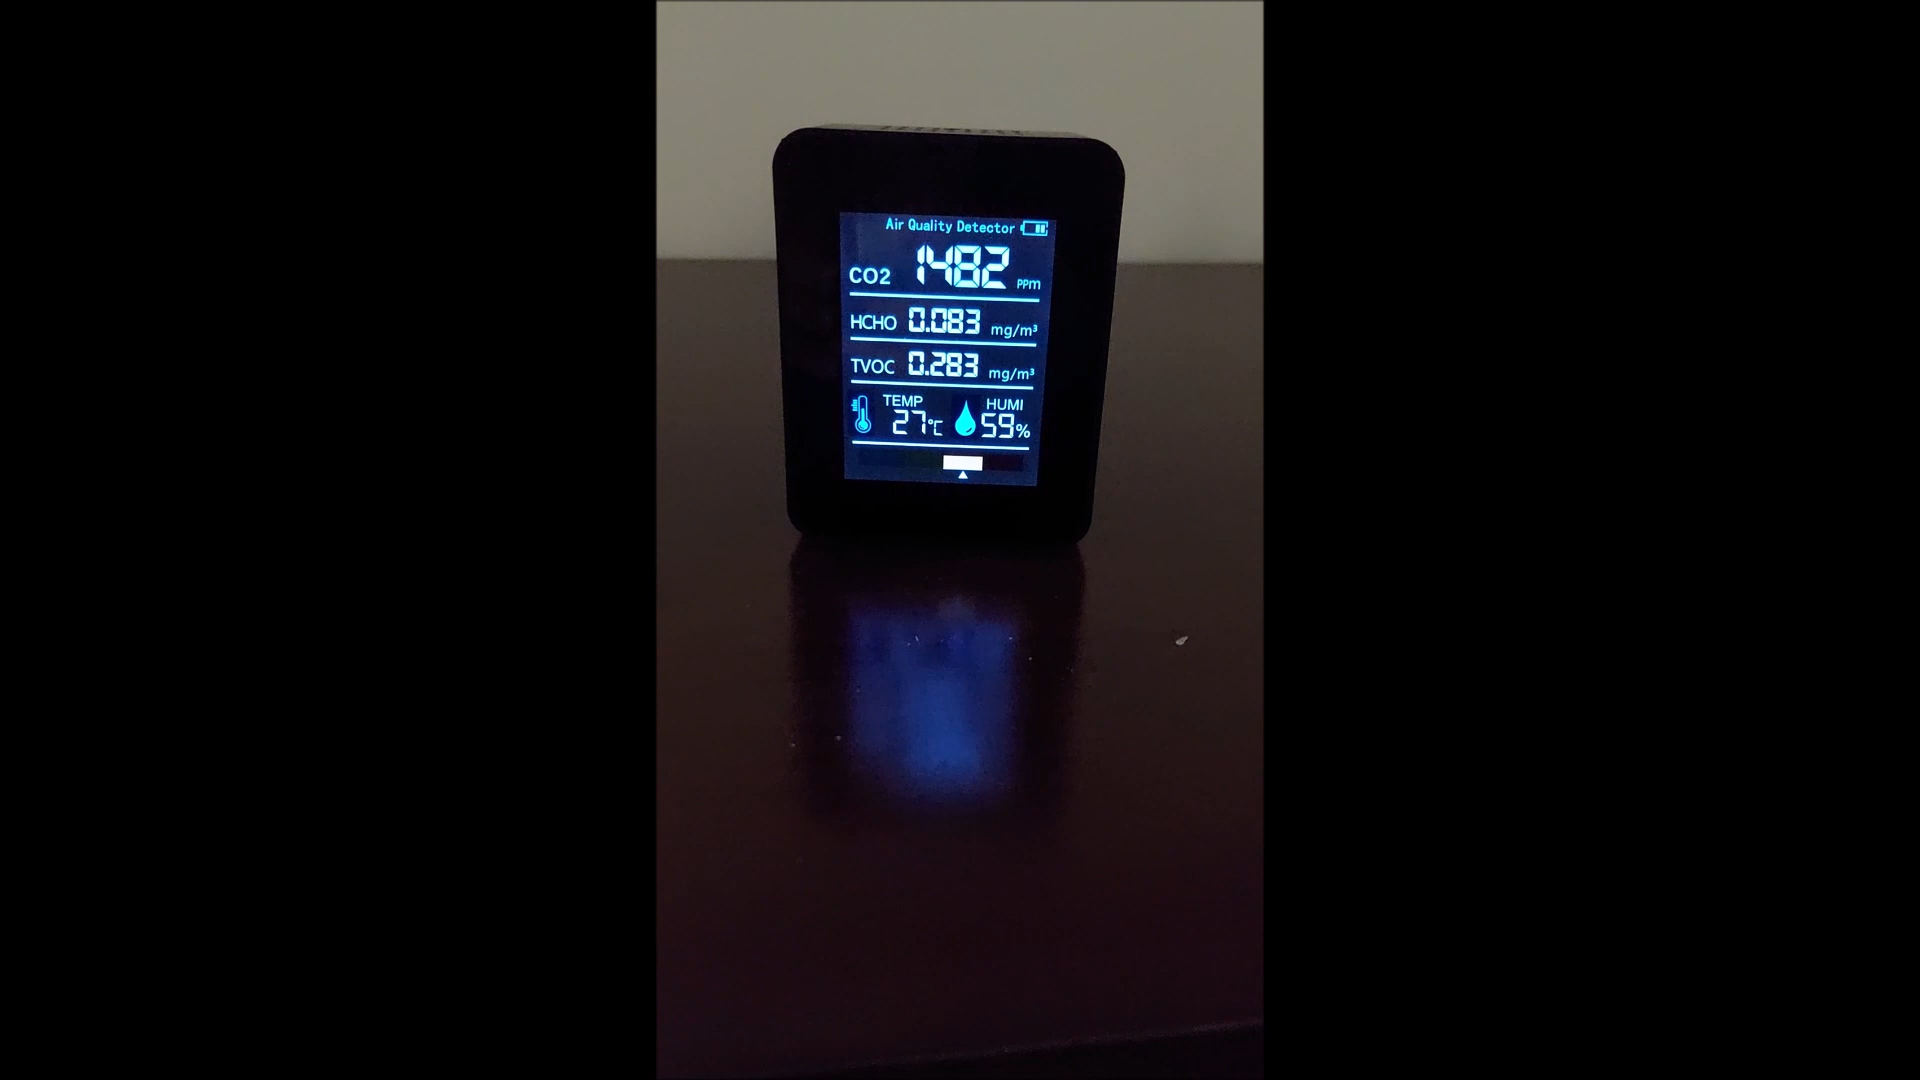 Air Quality Detector
CO2 1482 PPm
HCHO 0.083 mg/m³
TVOC 0.283 mg/m³
TEMP HUMI
27℃ 59%